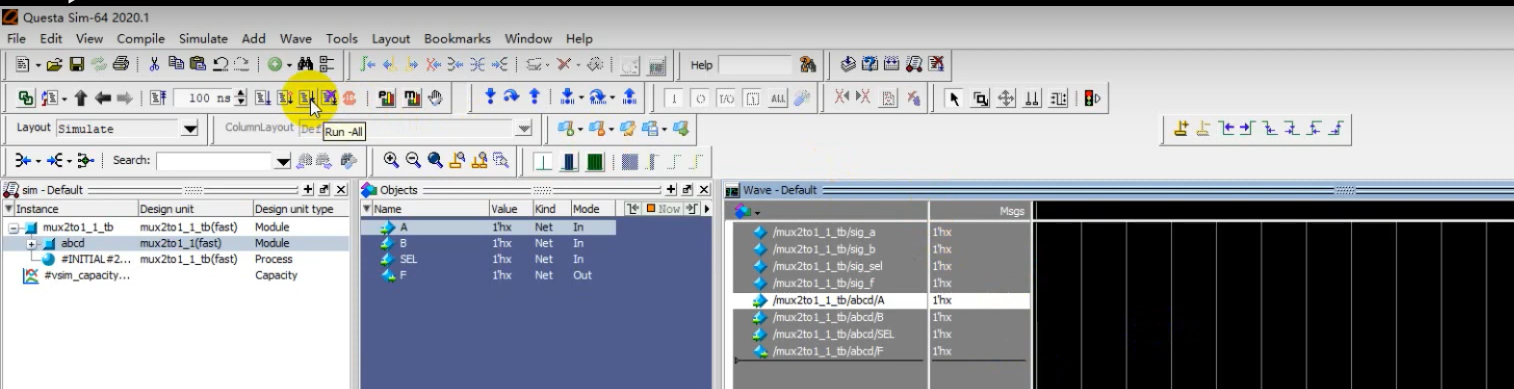 Questa Sim-64 2020.1
File Edit View Compile Simulate Add Wave Tools Layout Bookmarks Window Help
Help
100 ns
1 0 I/O ALL
Layout Simulate ColumnLayout Def
Run -All
Search:
sim - Default
Instance Design unit Design unit type
mux2to1_1_tb mux2to1_1_tb(fast) Module
abcd mux2to1_1(fast) Module
#INITIAL#2... mux2to1_1_tb(fast) Process
#vsim_capacity... Capacity
Objects
Name Value Kind Mode Now
A 1'hx Net In
B 1'hx Net In
SEL 1'hx Net In
F 1'hx Net Out
Wave - Default
Msgs
/mux2to1_1_tb/sig_a 1'hx
/mux2to1_1_tb/sig_b 1'hx
/mux2to1_1_tb/sig_sel 1'hx
/mux2to1_1_tb/sig_f 1'hx
/mux2to1_1_tb/abcd/A 1'hx
/mux2to1_1_tb/abcd/B 1'hx
/mux2to1_1_tb/abcd/SEL 1'hx
/mux2to1_1_tb/abcd/F 1'hx